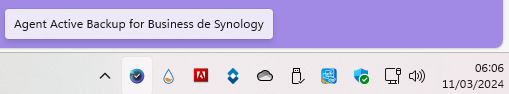 Agent Active Backup for Business de Synology
06:06
11/03/2024